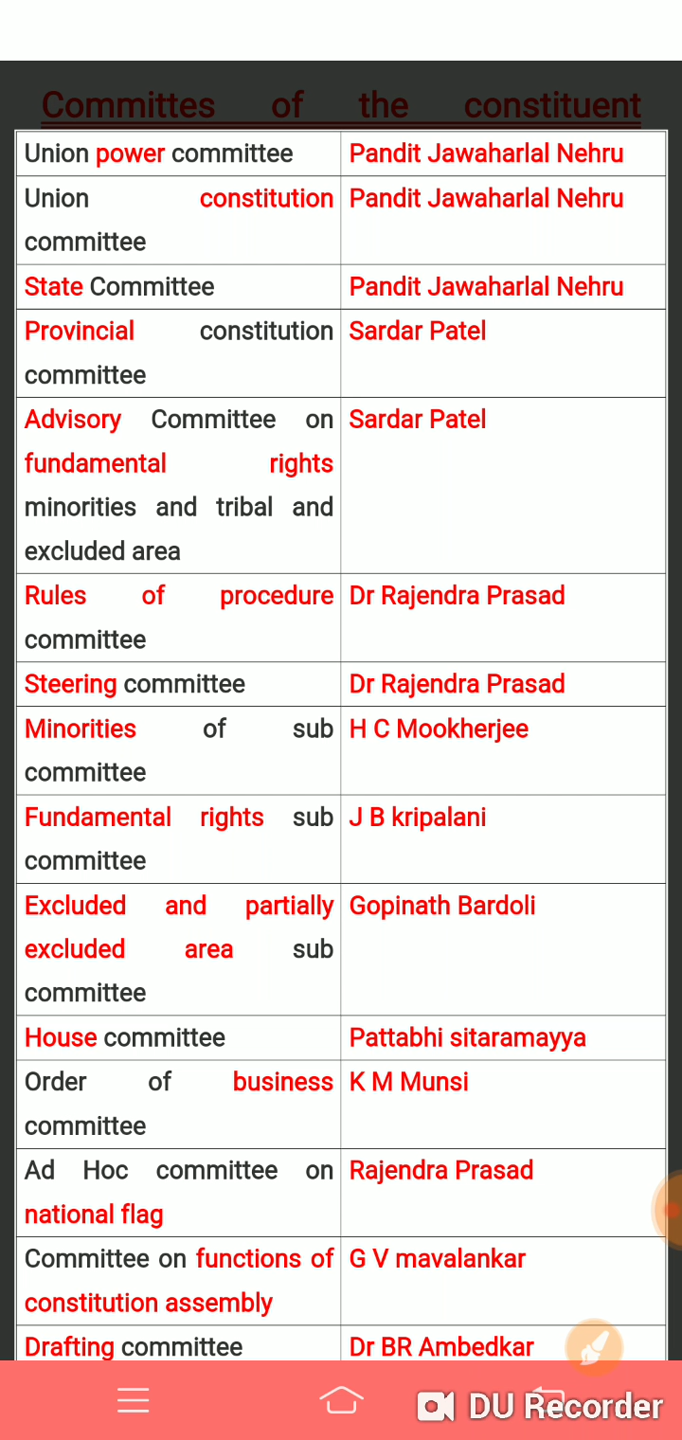 Committes of the constituent
Union power committee Pandit Jawaharlal Nehru
Union constitution Pandit Jawaharlal Nehru
committee
State Committee Pandit Jawaharlal Nehru
Provincial constitution Sardar Patel
committee
Advisory Committee on Sardar Patel
fundamental rights
minorities and tribal and
excluded area
Rules of procedure Dr Rajendra Prasad
committee
Steering committee Dr Rajendra Prasad
Minorities of sub H C Mookherjee
committee
Fundamental rights sub J B kripalani
committee
Excluded and partially Gopinath Bardoli
excluded area sub
committee
House committee Pattabhi sitaramayya
Order of business K M Munsi
committee
Ad Hoc committee on Rajendra Prasad
national flag
Committee on functions of G V mavalankar
constitution assembly
Drafting committee Dr BR Ambedkar
DU Recorder